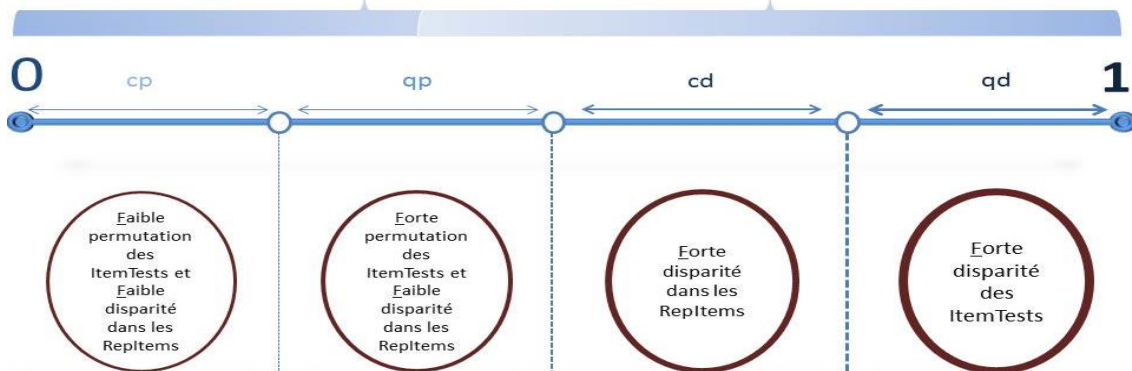 0 cp qp cd qd 1
Faible
permutation
des
ItemTests et
Faible
disparité
dans les
RepItems
Forte
permutation
des
ItemTests et
Faible
disparité
dans les
RepItems
Forte
disparité
dans les
RepItems
Forte
disparité
des
ItemTests